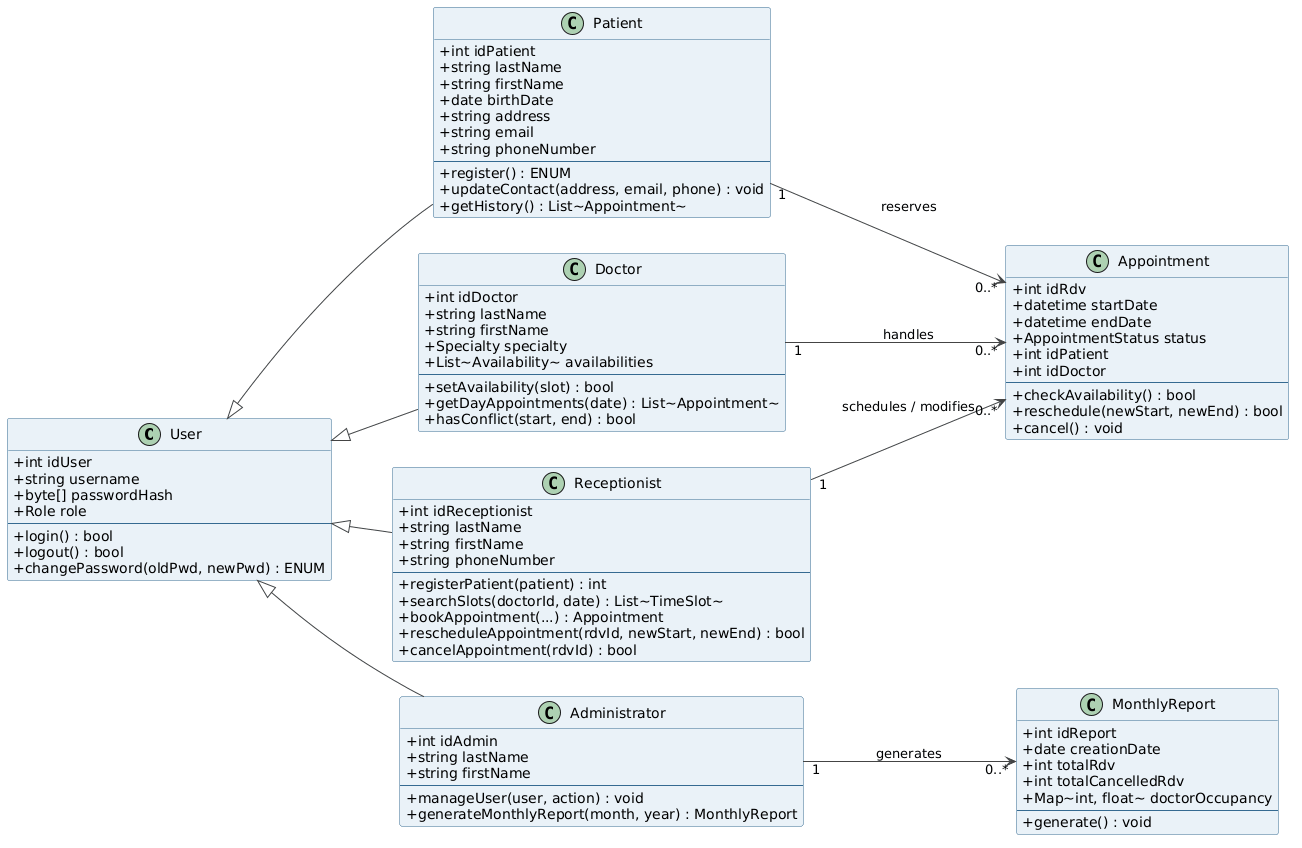 C Patient
+int idPatient
+string lastName
+string firstName
+date birthDate
+string address
+string email
+string phoneNumber
+register() : ENUM
+updateContact(address, email, phone) : void
+getHistory() : List~Appointment~
1
reserves
0..*
C Doctor
+int idDoctor
+string lastName
+string firstName
+Specialty specialty
+List~Availability~ availabilities
+setAvailability(slot) : bool
+getDayAppointments(date) : List~Appointment~
+hasConflict(start, end) : bool
1
handles
0..*
C Appointment
+int idRdv
+datetime startDate
+datetime endDate
+AppointmentStatus status
+int idPatient
+int idDoctor
+checkAvailability() : bool
+reschedule(newStart, newEnd) : bool
+cancel() : void
C User
+int idUser
+string username
+byte[] passwordHash
+Role role
+login() : bool
+logout() : bool
+changePassword(oldPwd, newPwd) : ENUM
C Receptionist
+int idReceptionist
+string lastName
+string firstName
+string phoneNumber
+registerPatient(patient) : int
+searchSlots(doctorId, date) : List~TimeSlot~
+bookAppointment(...) : Appointment
+rescheduleAppointment(rdvId, newStart, newEnd) : bool
+cancelAppointment(rdvId) : bool
1
schedules / modifies
0..*
C Administrator
+int idAdmin
+string lastName
+string firstName
+manageUser(user, action) : void
+generateMonthlyReport(month, year) : MonthlyReport
1
generates
0..*
C MonthlyReport
+int idReport
+date creationDate
+int totalRdv
+int totalCancelledRdv
+Map~int, float~ doctorOccupancy
+generate() : void